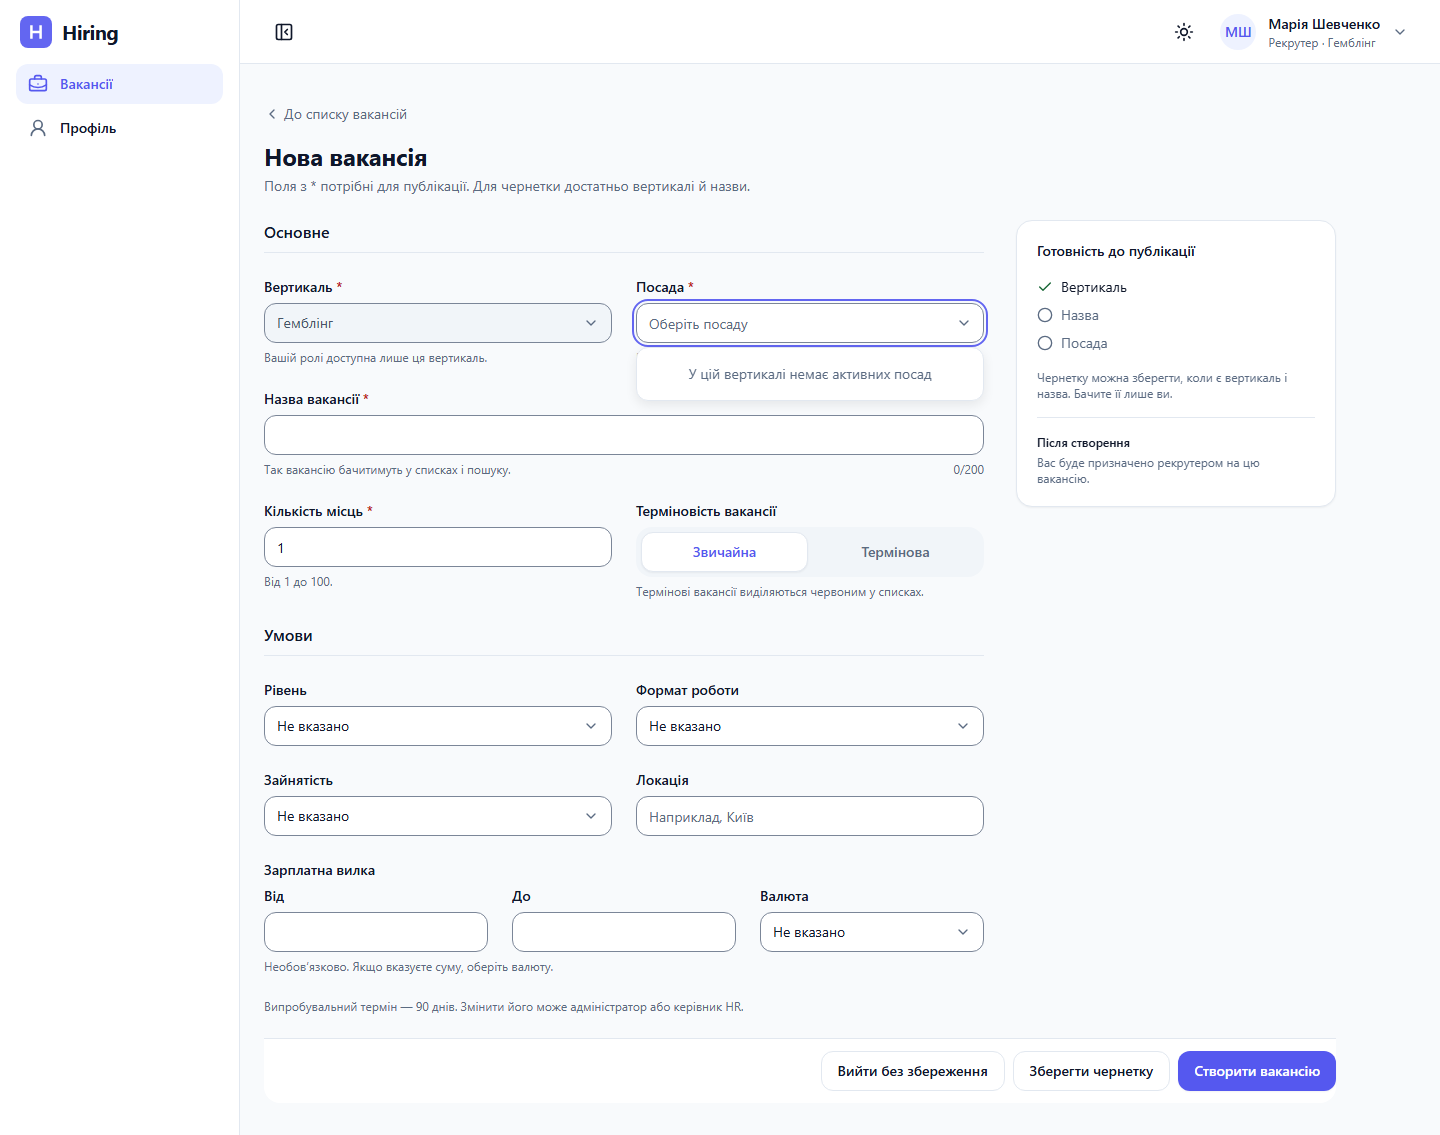 H Hiring
Вакансії
Профіль
МШ
Марія Шевченко
Рекрутер · Гемблінг
До списку вакансій
Нова вакансія
Поля з * потрібні для публікації. Для чернетки достатньо вертикалі й назви.
Основне
Вертикаль *
Гемблінг
Вашій ролі доступна лише ця вертикаль.
Посада *
Оберіть посаду
У цій вертикалі немає активних посад
Назва вакансії *
Так вакансію бачитимуть у списках і пошуку.
0/200
Кількість місць *
1
Від 1 до 100.
Терміновість вакансії
Звичайна
Термінова
Термінові вакансії виділяються червоним у списках.
Умови
Рівень
Не вказано
Формат роботи
Не вказано
Зайнятість
Не вказано
Локація
Наприклад, Київ
Зарплатна вилка
Від
До
Валюта
Не вказано
Необов'язково. Якщо вказуєте суму, оберіть валюту.
Випробувальний термін — 90 днів. Змінити його може адміністратор або керівник HR.
Вийти без збереження
Зберегти чернетку
Створити вакансію
Готовність до публікації
Вертикаль
Назва
Посада
Чернетку можна зберегти, коли є вертикаль і
назва. Бачите її лише ви.
Після створення
Вас буде призначено рекрутером на цю
вакансію.